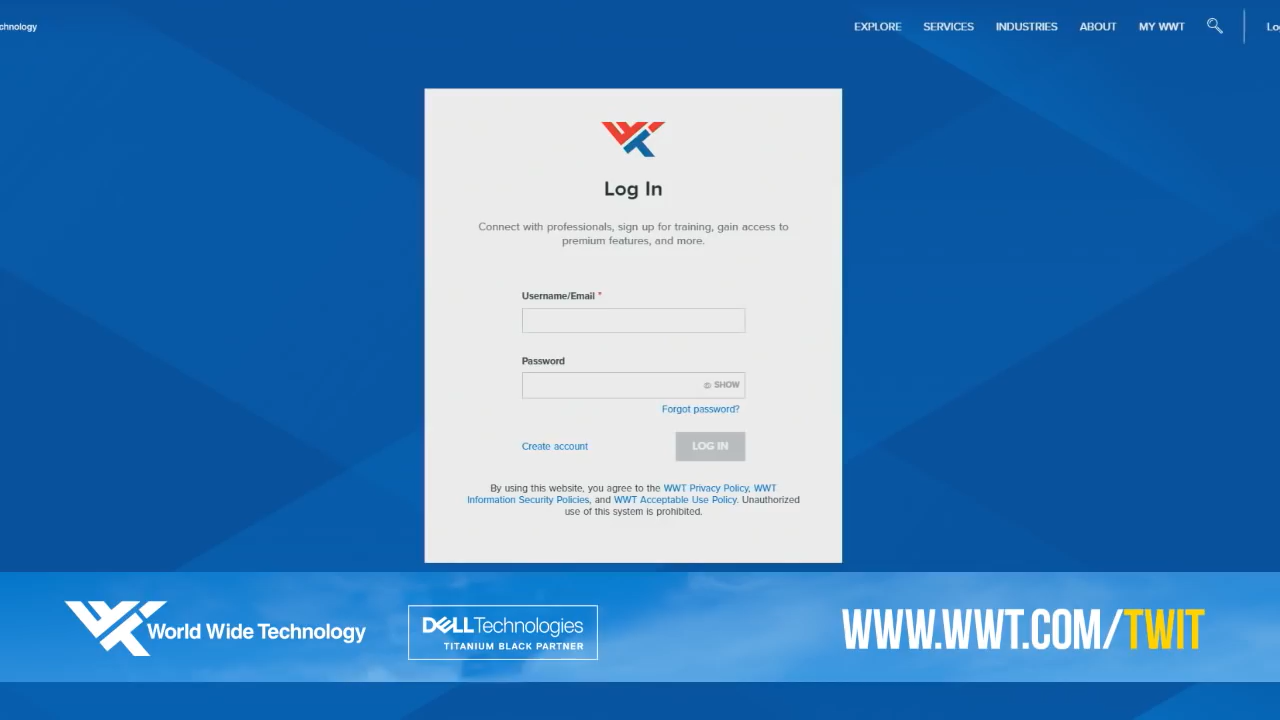 chnology
EXPLORE SERVICES INDUSTRIES ABOUT MY WWT
Log In
Connect with professionals, sign up for training, gain access to
premium features, and more.
Username/Email *
Password
SHOW
Forgot password?
Create account
LOG IN
By using this website, you agree to the WWT Privacy Policy, WWT
Information Security Policies, and WWT Acceptable Use Policy. Unauthorized
use of this system is prohibited.
World Wide Technology
DELLTechnologies
TITANIUM BLACK PARTNER
WWW.WWT.COM/TWIT